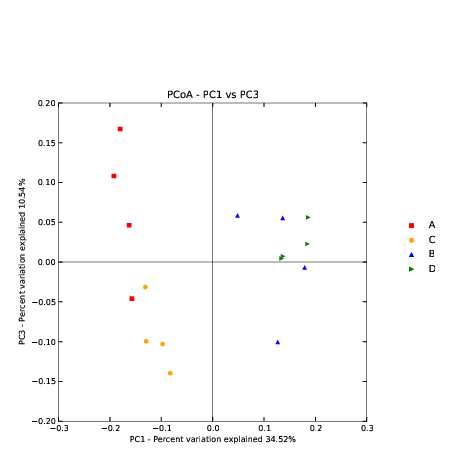 PCoA - PC1 vs PC3
0.20
0.15
0.10
0.05
0.00
−0.05
−0.10
−0.15
−0.20
−0.3
−0.2
−0.1
0.0
0.1
0.2
0.3
PC3 - Percent variation explained 10.54%
PC1 - Percent variation explained 34.52%
A
C
B
D